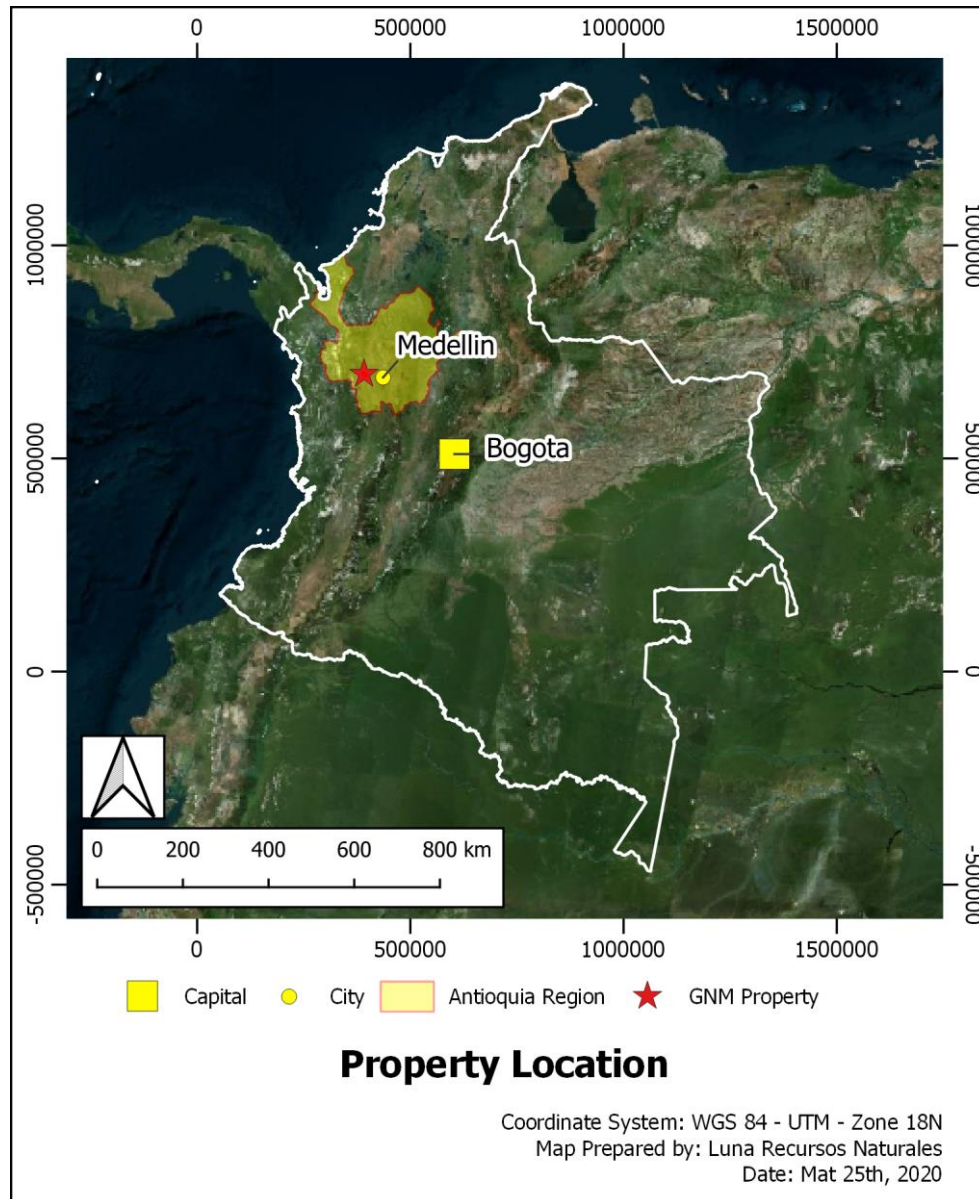 0 500000 1000000 1500000
1000000 1000000
Medellin
Bogota
500000 500000
0 0
0 200 400 600 800 km
-500000 -500000
0 500000 1000000 1500000
Capital City Antioquia Region GNM Property
Property Location
Coordinate System: WGS 84 - UTM - Zone 18N
Map Prepared by: Luna Recursos Naturales
Date: Mat 25th, 2020